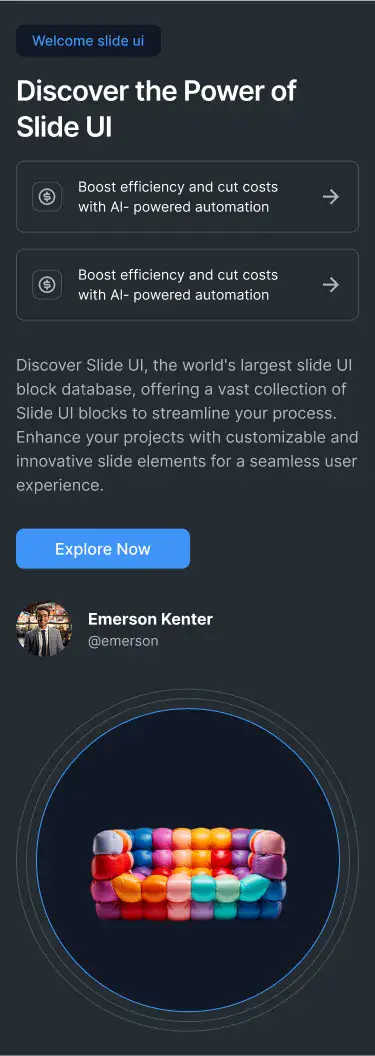 Welcome slide ui
Discover the Power of
Slide UI
Boost efficiency and cut costs
with AI- powered automation
Boost efficiency and cut costs
with AI- powered automation
Discover Slide UI, the world's largest slide UI
block database, offering a vast collection of
Slide UI blocks to streamline your process.
Enhance your projects with customizable and
innovative slide elements for a seamless user
experience.
Explore Now
Emerson Kenter
@emerson